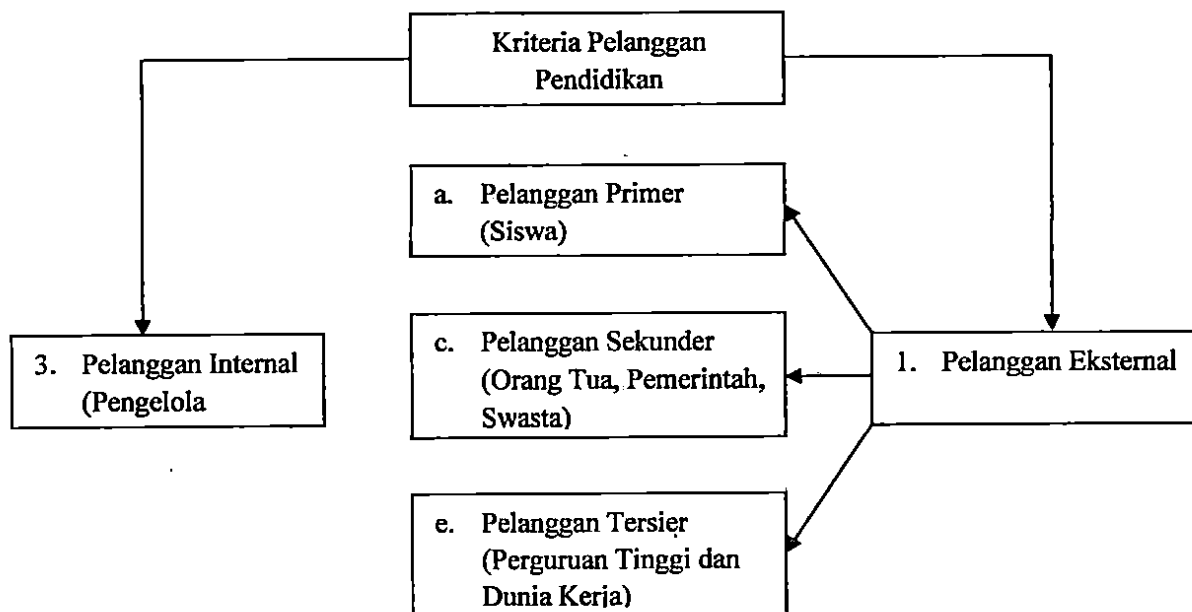 Kriteria Pelanggan
Pendidikan
a. Pelanggan Primer
(Siswa)
3. Pelanggan Internal
(Pengelola
c. Pelanggan Sekunder
(Orang Tua, Pemerintah,
Swasta)
1. Pelanggan Eksternal
e. Pelanggan Tersier
(Perguruan Tinggi dan
Dunia Kerja)